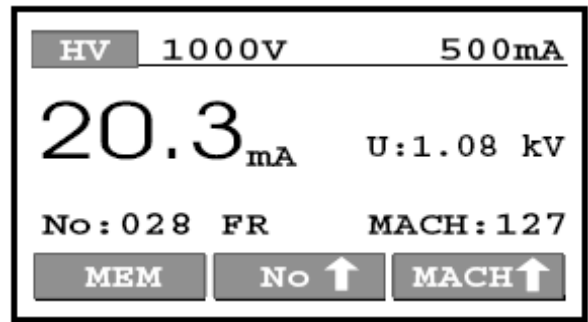 HV 1000V 500mA
20.3mA U:1.08 kV
No:028 FR MACH:127
MEM No ↑ MACH↑